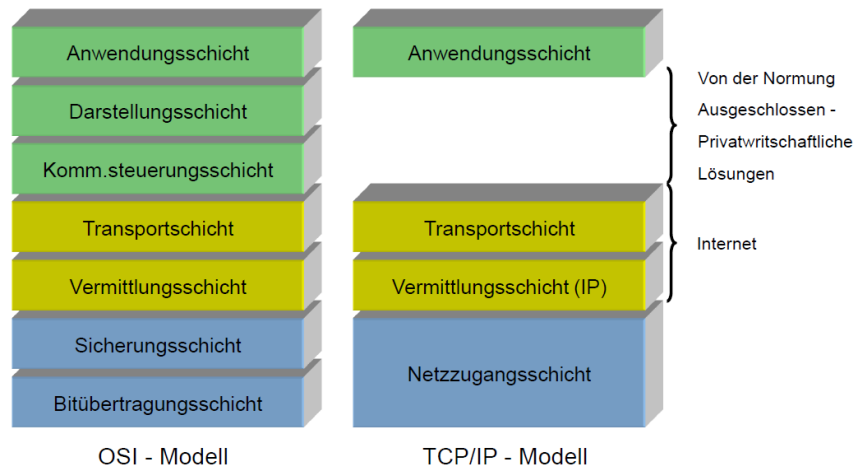 Anwendungsschicht
Darstellungsschicht
Komm.steuerungsschicht
Transportschicht
Vermittlungsschicht
Sicherungsschicht
Bitübertragungsschicht
OSI - Modell
Anwendungsschicht
Transportschicht
Vermittlungsschicht (IP)
Netzzugangsschicht
TCP/IP - Modell
Von der Normung
Ausgeschlossen -
Privatwritschaftliche
Lösungen
Internet